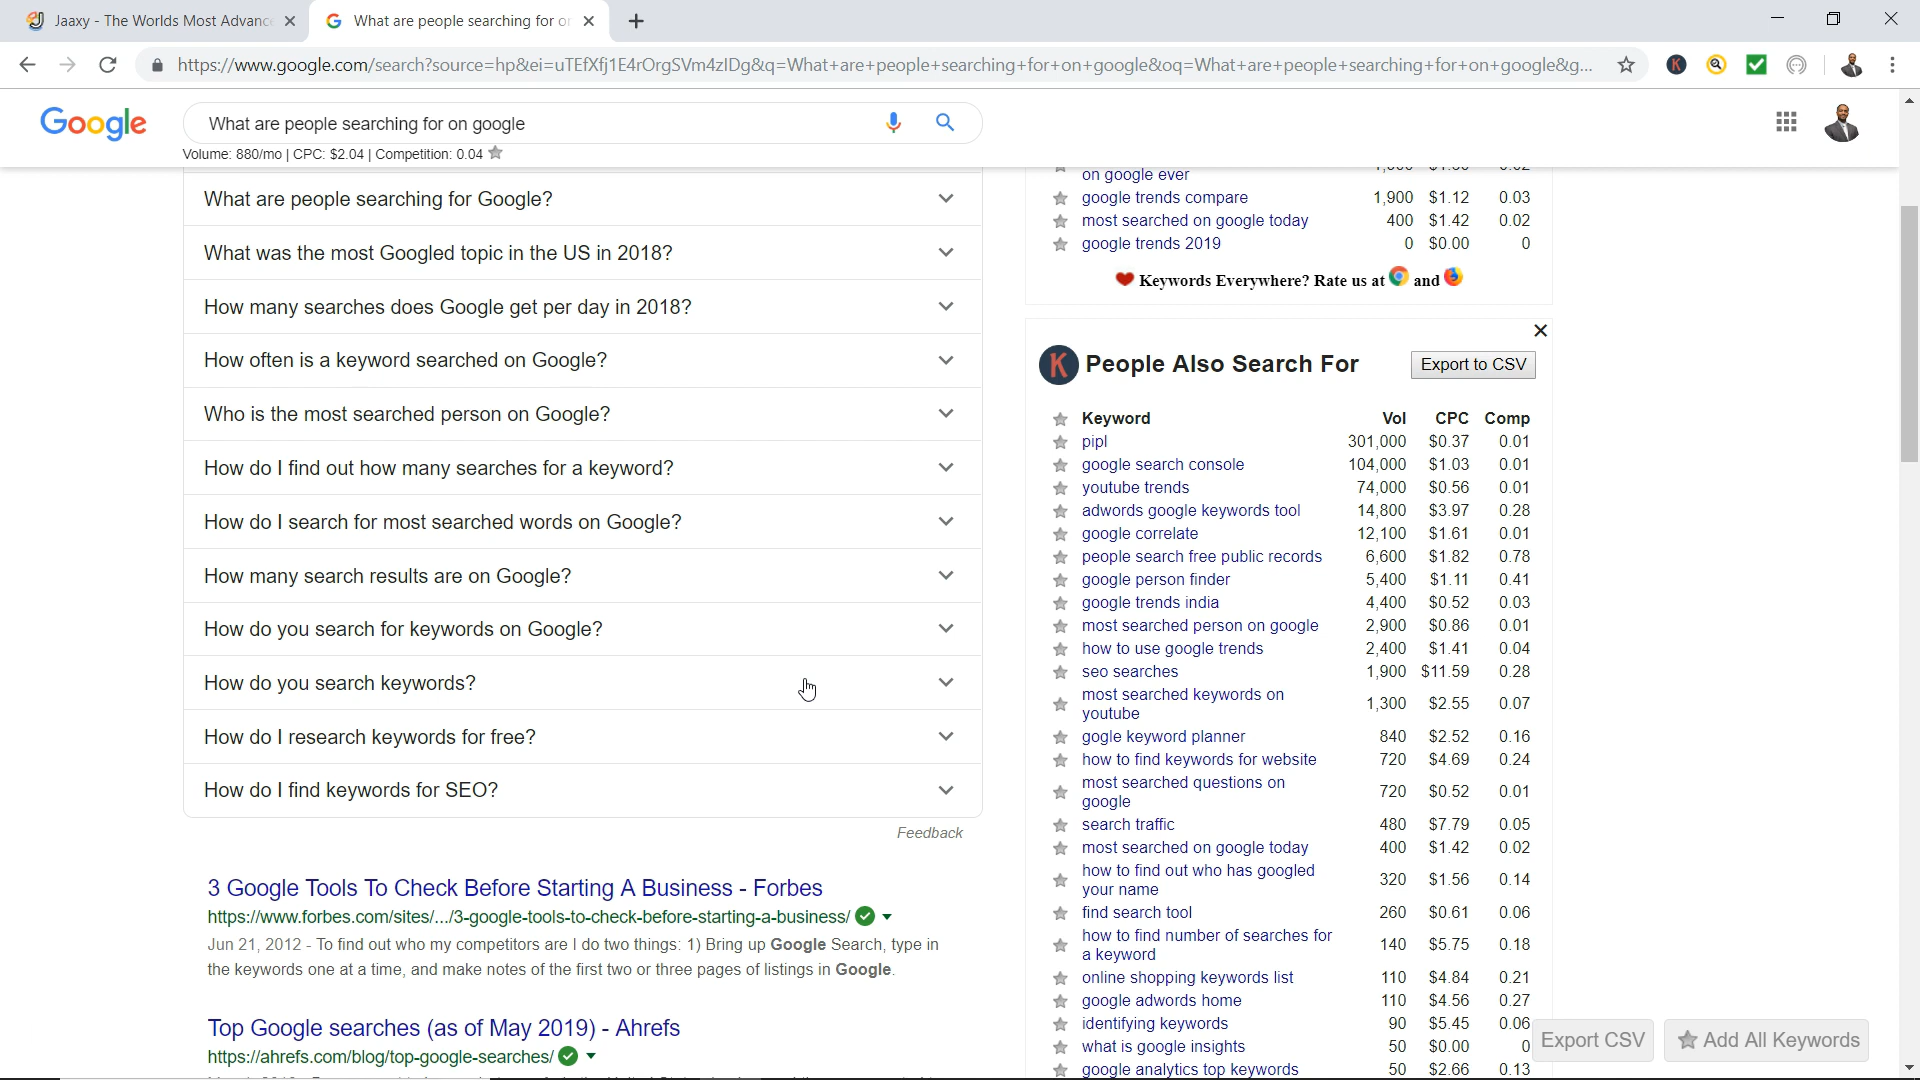 Jaaxy - The Worlds Most Advanc
What are people searching for or
https://www.google.com/search?source=hp&ei=uTEfXfj1E4rOrgSVm4zIDg&q=What+are+people+searching+for+on+google&oq=What+are+people+searching+for+on+google&g...
Google
What are people searching for on google
Volume: 880/mo | CPC: $2.04 | Competition: 0.04
What are people searching for Google?
What was the most Googled topic in the US in 2018?
How many searches does Google get per day in 2018?
How often is a keyword searched on Google?
Who is the most searched person on Google?
How do I find out how many searches for a keyword?
How do I search for most searched words on Google?
How many search results are on Google?
How do you search for keywords on Google?
How do you search keywords?
How do I research keywords for free?
How do I find keywords for SEO?
Feedback
3 Google Tools To Check Before Starting A Business - Forbes
https://www.forbes.com/sites/.../3-google-tools-to-check-before-starting-a-business/
Jun 21, 2012 - To find out who my competitors are I do two things: 1) Bring up Google Search, type in
the keywords one at a time, and make notes of the first two or three pages of listings in Google.
Top Google searches (as of May 2019) - Ahrefs
https://ahrefs.com/blog/top-google-searches/
on google ever
google trends compare 1,900 $1.12 0.03
most searched on google today 400 $1.42 0.02
google trends 2019 0 $0.00 0
Keywords Everywhere? Rate us at and
K People Also Search For Export to CSV
Keyword Vol CPC Comp
pipl 301,000 $0.37 0.01
google search console 104,000 $1.03 0.01
youtube trends 74,000 $0.56 0.01
adwords google keywords tool 14,800 $3.97 0.28
google correlate 12,100 $1.61 0.01
people search free public records 6,600 $1.82 0.78
google person finder 5,400 $1.11 0.41
google trends india 4,400 $0.52 0.03
most searched person on google 2,900 $0.86 0.01
how to use google trends 2,400 $1.41 0.04
seo searches 1,900 $11.59 0.28
most searched keywords on
youtube 1,300 $2.55 0.07
gogle keyword planner 840 $2.52 0.16
how to find keywords for website 720 $4.69 0.24
most searched questions on
google 720 $0.52 0.01
search traffic 480 $7.79 0.05
most searched on google today 400 $1.42 0.02
how to find out who has googled
your name 320 $1.56 0.14
find search tool 260 $0.61 0.06
how to find number of searches for
a keyword 140 $5.75 0.18
online shopping keywords list 110 $4.84 0.21
google adwords home 110 $4.56 0.27
identifying keywords 90 $5.45 0.06
what is google insights 50 $0.00 0
google analytics top keywords 50 $2.66 0.13
Export CSV
Add All Keywords